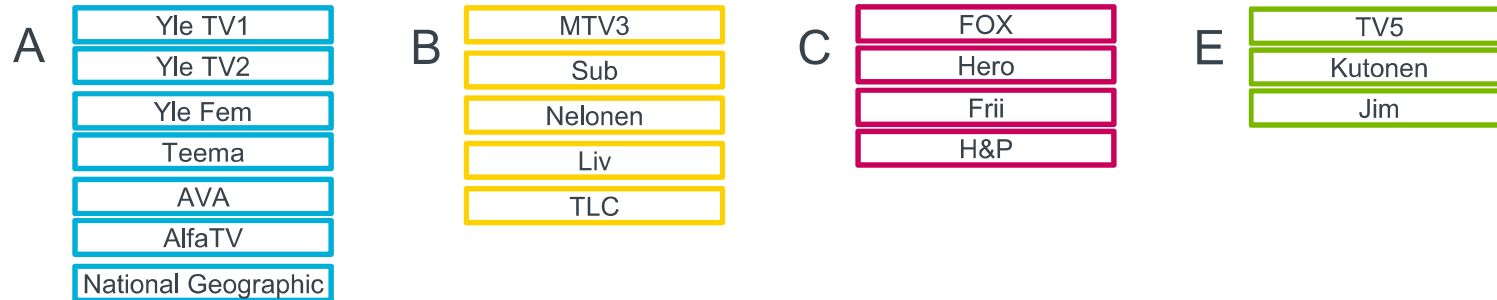 A
Yle TV1
Yle TV2
Yle Fem
Teema
AVA
AlfaTV
National Geographic
B
MTV3
Sub
Nelonen
Liv
TLC
C
FOX
Hero
Frii
H&P
E
TV5
Kutonen
Jim